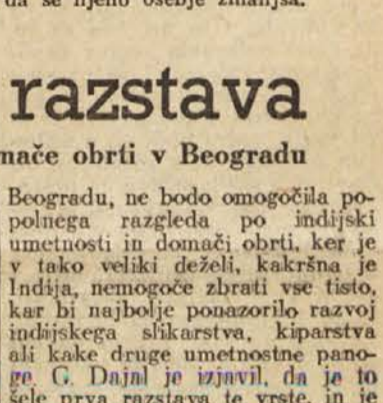 da se njeno osebje zmanjša.
razstava
mače obrti v Beogradu
Beogradu, ne bodo omogočila po-
polnega razgleda po indijski
umetnosti in domači obrti, ker je
v tako veliki deželi, kakršna je
Indija, nemogoče zbrati vse tisto,
kar bi najbolje ponazorilo razvoj
indijskega slikarstva, kiparstva
ali kake druge umetnostne pano-
ge. G. Dajal je izjavil, da je to
šele prva razstava te vrste, in je